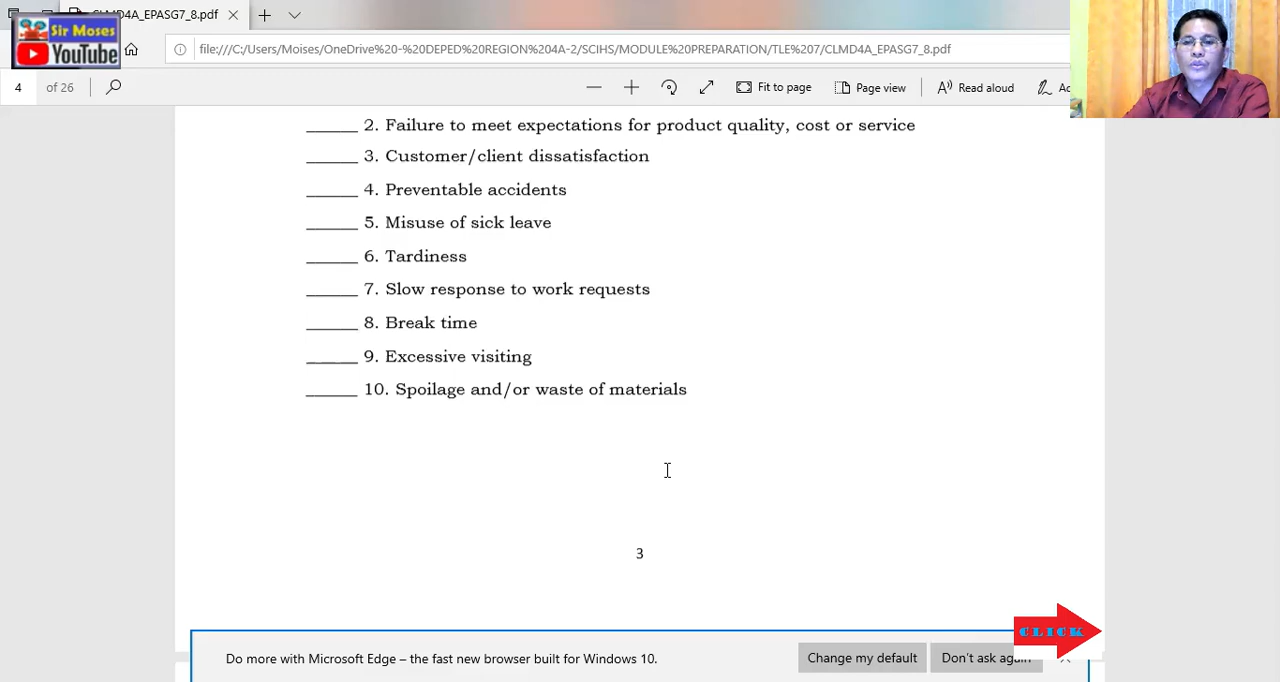 CLMD4A_EPASG7_8.pdf
Sir Moses
YouTube
file:///C:/Users/Moises/OneDrive%20-%20DEPED%20REGION%204A-2/SCIHS/MODULE%20PREPARATION/TLE%207/CLMD4A_EPASG7_8.pdf
4 of 26
Fit to page
Page view
Read aloud
______ 2. Failure to meet expectations for product quality, cost or service
______ 3. Customer/client dissatisfaction
______ 4. Preventable accidents
______ 5. Misuse of sick leave
______ 6. Tardiness
______ 7. Slow response to work requests
______ 8. Break time
______ 9. Excessive visiting
______ 10. Spoilage and/or waste of materials
3
CLICK
Do more with Microsoft Edge – the fast new browser built for Windows 10.
Change my default
Don't ask again